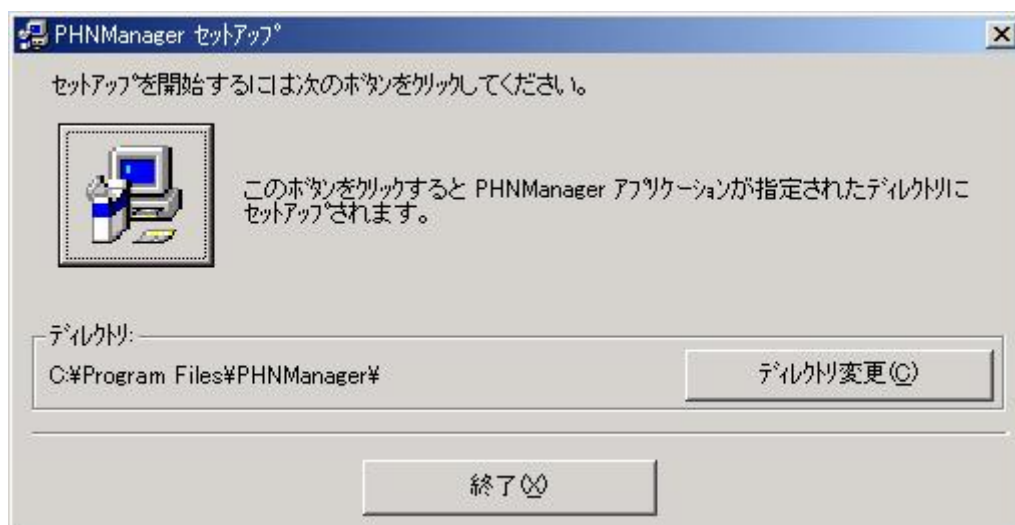 PHNManager ｾｯﾄｱｯﾌﾟ
ｾｯﾄｱｯﾌﾟを開始するには次のﾎﾞﾀﾝをｸﾘｯｸしてください。
このﾎﾞﾀﾝをｸﾘｯｸすると PHNManager ｱﾌﾟﾘｹｰｼｮﾝが指定されたﾃﾞｨﾚｸﾄﾘに
ｾｯﾄｱｯﾌﾟされます。
ﾃﾞｨﾚｸﾄﾘ:
C:¥Program Files¥PHNManager¥
ﾃﾞｨﾚｸﾄﾘ変更(C)
終了(X)